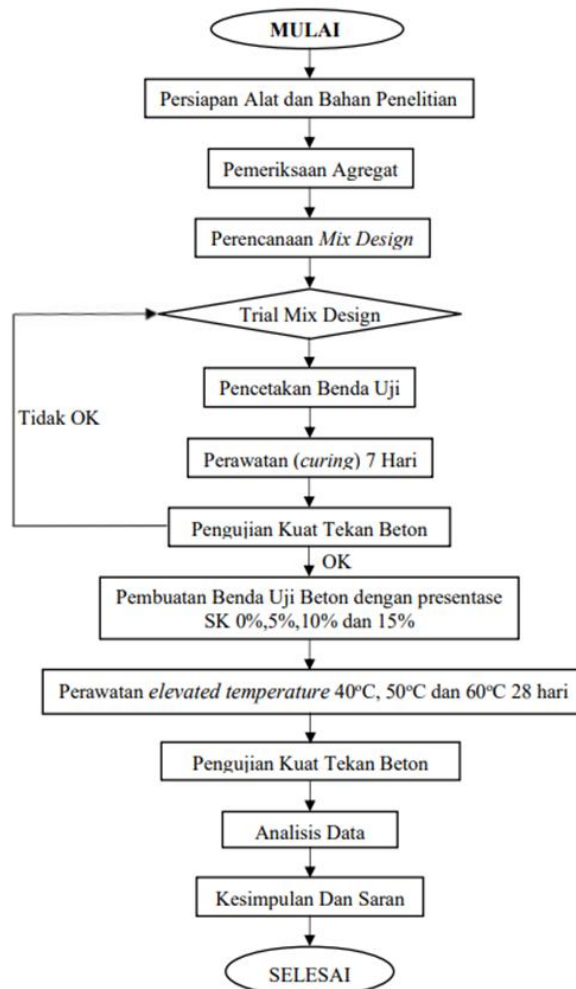 MULAI
Persiapan Alat dan Bahan Penelitian
Pemeriksaan Agregat
Perencanaan Mix Design
Trial Mix Design
Pencetakan Benda Uji
Tidak OK
Perawatan (curing) 7 Hari
Pengujian Kuat Tekan Beton
OK
Pembuatan Benda Uji Beton dengan presentase
SK 0%,5%,10% dan 15%
Perawatan elevated temperature 40°C, 50°C dan 60°C 28 hari
Pengujian Kuat Tekan Beton
Analisis Data
Kesimpulan Dan Saran
SELESAI